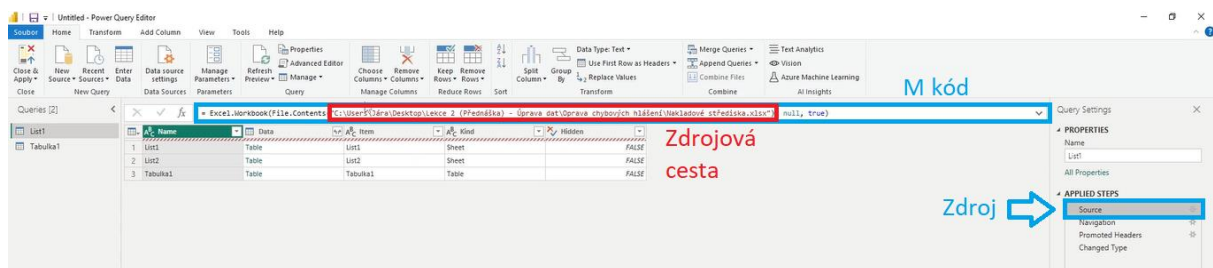 Untitled - Power Query Editor
Soubor Home Transform Add Column View Tools Help
Close & Apply
New Source
Recent Sources
Enter Data
Data source settings
Manage Parameters
Refresh Preview
Properties
Advanced Editor
Manage
Choose Columns
Remove Columns
Keep Rows
Remove Rows
Split Column
Group By
Data Type: Text
Use First Row as Headers
Replace Values
Merge Queries
Append Queries
Combine Files
Text Analytics
Vision
Azure Machine Learning
Close New Query Data Sources Parameters Query Manage Columns Reduce Rows Sort Transform Combine AI Insights
M kód
Queries [2]
= Excel.Workbook(File.Contents("C:\Users\Jára\Desktop\Lekce 2 (Přednáška) - Úprava dat\Oprava chybových hlášení\Nakladové střediska.xlsx"), null, true)
List1
Tabulka1
Name Data Item Kind Hidden
1 List1 Table List1 Sheet FALSE
2 List2 Table List2 Sheet FALSE
3 Tabulka1 Table Tabulka1 Table FALSE
Zdrojová
cesta
Query Settings
PROPERTIES
Name
List1
All Properties
APPLIED STEPS
Zdroj
Source
Navigation
Promoted Headers
Changed Type